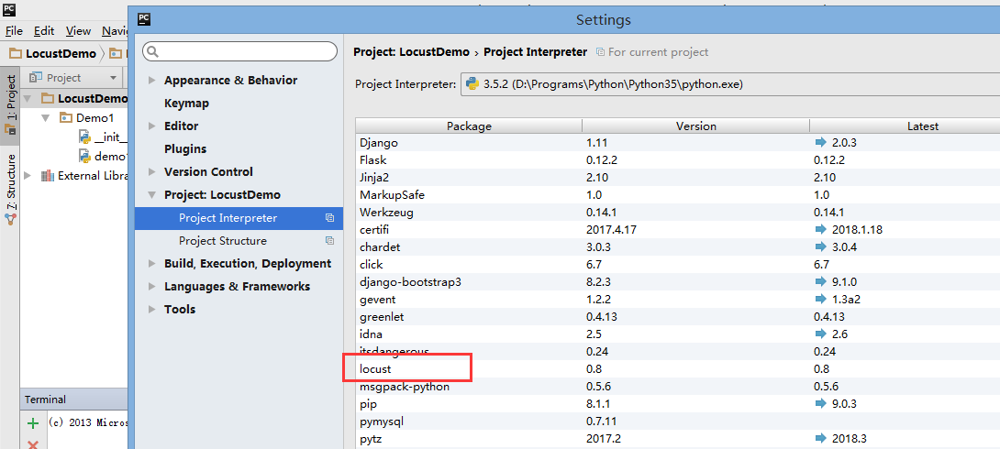 PC
PC
Settings
File Edit View Navi
LocustDemo
Project
1: Project
LocustDemo
Demo1
__init__
demo1
External Libra
7: Structure
Terminal
(c) 2013 Micros
Appearance & Behavior
Keymap
Editor
Plugins
Version Control
Project: LocustDemo
Project Interpreter
Project Structure
Build, Execution, Deployment
Languages & Frameworks
Tools
Project: LocustDemo › Project Interpreter For current project
Project Interpreter: 3.5.2 (D:\Programs\Python\Python35\python.exe)
Package Version Latest
Django 1.11 2.0.3
Flask 0.12.2 0.12.2
Jinja2 2.10 2.10
MarkupSafe 1.0 1.0
Werkzeug 0.14.1 0.14.1
certifi 2017.4.17 2018.1.18
chardet 3.0.3 3.0.4
click 6.7 6.7
django-bootstrap3 8.2.3 9.1.0
gevent 1.2.2 1.3a2
greenlet 0.4.13 0.4.13
idna 2.5 2.6
itsdangerous 0.24 0.24
locust 0.8 0.8
msgpack-python 0.5.6 0.5.6
pip 8.1.1 9.0.3
pymysql 0.7.11
pytz 2017.2 2018.3